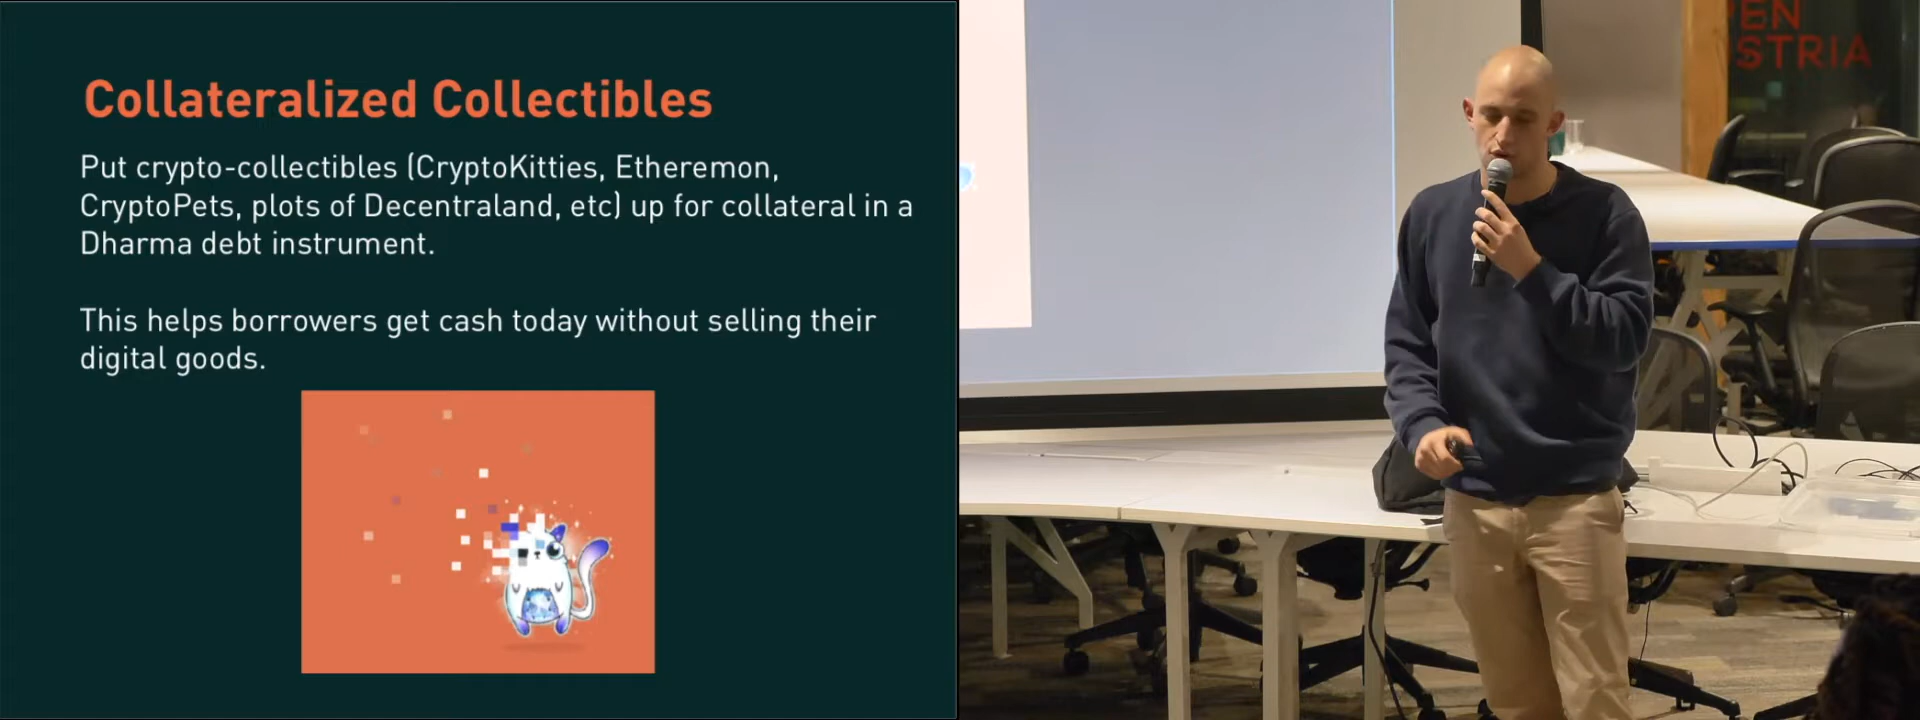 Collateralized Collectibles
Put crypto-collectibles (CryptoKitties, Etheremon,
CryptoPets, plots of Decentraland, etc) up for collateral in a
Dharma debt instrument.
This helps borrowers get cash today without selling their
digital goods.